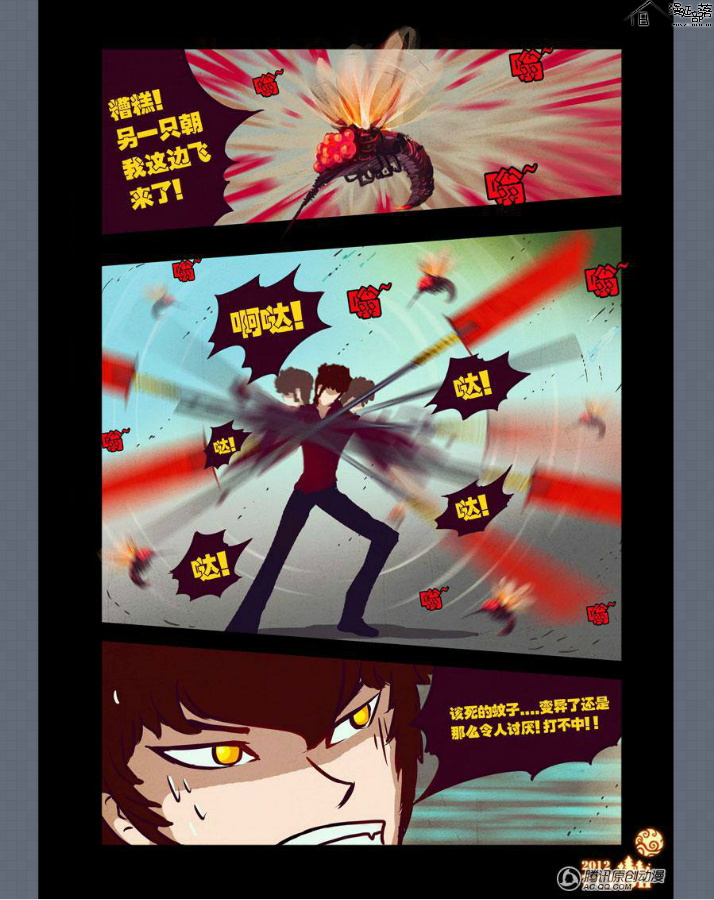 糟糕!
另一只朝
我这边飞
来了!
嗡
嗡
嗡
嗡
啊哒!
嗡
嗡
哒!
嗡
哒!
哒!
哒!
嗡
嗡
该死的蚊子....变异了还是
那么令人讨厌!打不中!!
2012
腾讯原创动漫
AC.QQ.COM